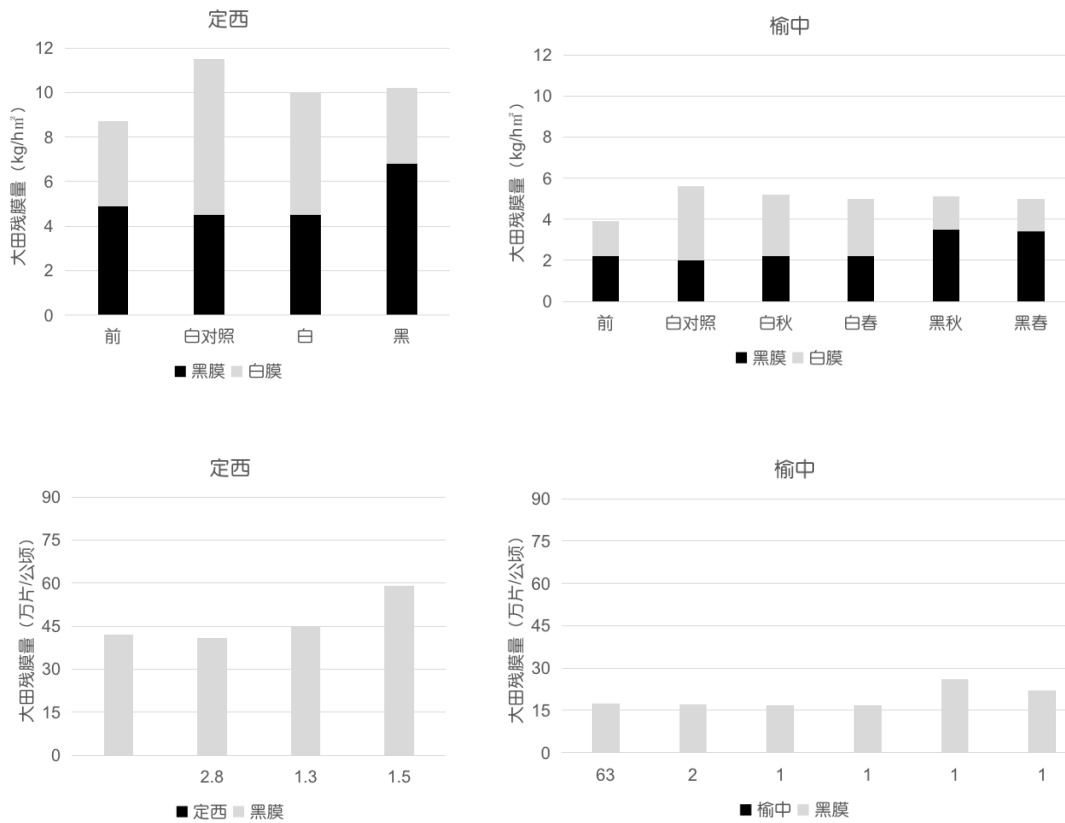 定西
12
10
8
6
4
2
0
大田残膜量（kg/h㎡）
前 白对照 白 黑
黑膜 白膜
榆中
12
10
8
6
4
2
0
大田残膜量（kg/h㎡）
前 白对照 白秋 白春 黑秋 黑春
黑膜 白膜
定西
90
75
60
45
30
15
0
大田残膜量（万片/公顷）
2.8 1.3 1.5
定西 黑膜
榆中
90
75
60
45
30
15
0
大田残膜量（万片/公顷）
63 2 1 1 1 1
榆中 黑膜